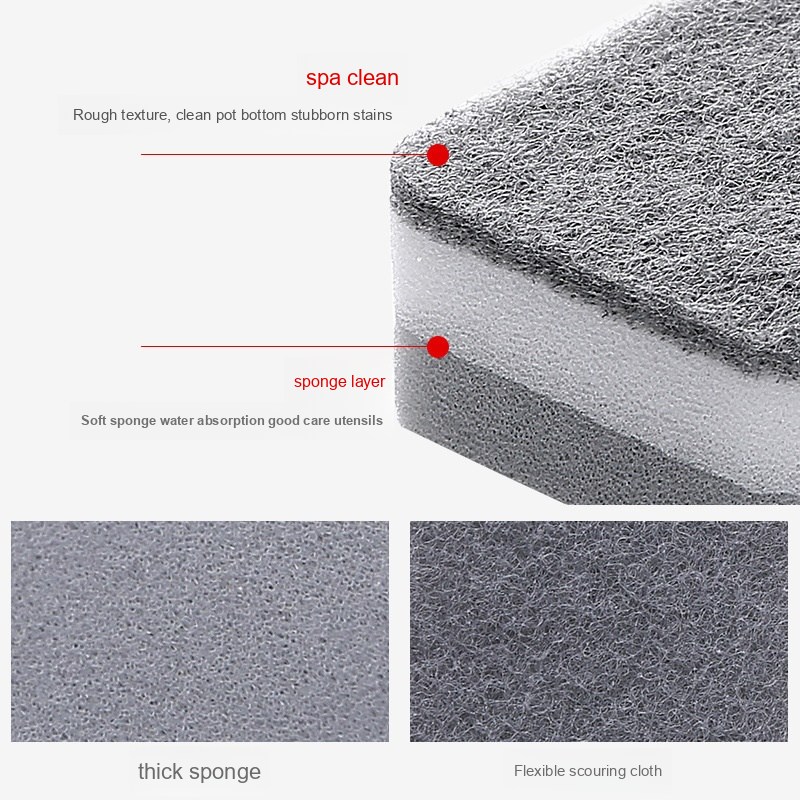 spa clean
Rough texture, clean pot bottom stubborn stains
sponge layer
Soft sponge water absorption good care utensils
thick sponge
Flexible scouring cloth